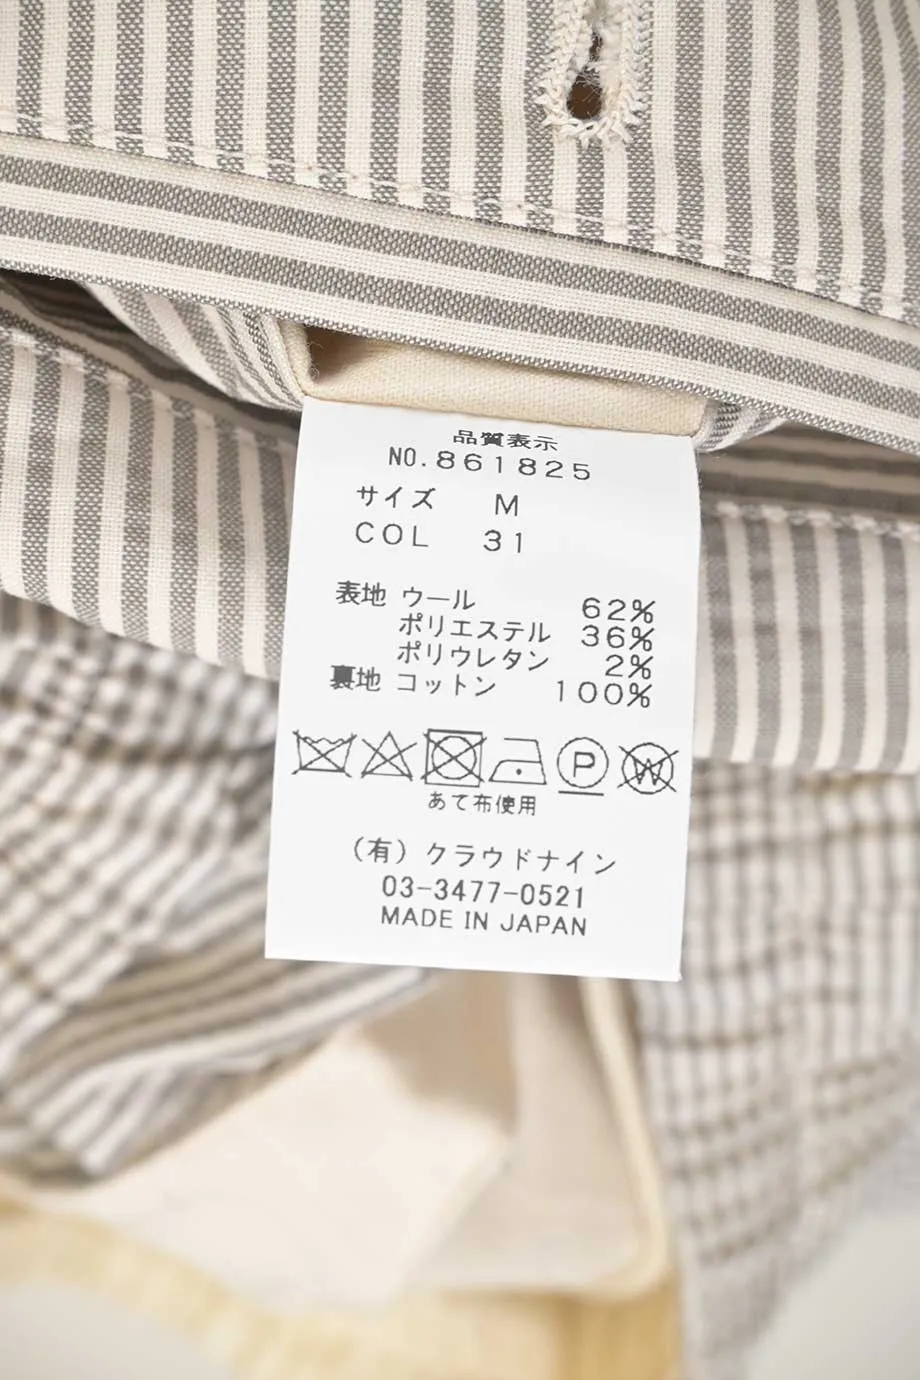 品質表示
NO.861825
サイズ M
COL 31
表地 ウール 62%
ポリエステル 36%
ポリウレタン 2%
裏地 コットン 100%
P W
あて布使用
(有)クラウドナイン
03-3477-0521
MADE IN JAPAN